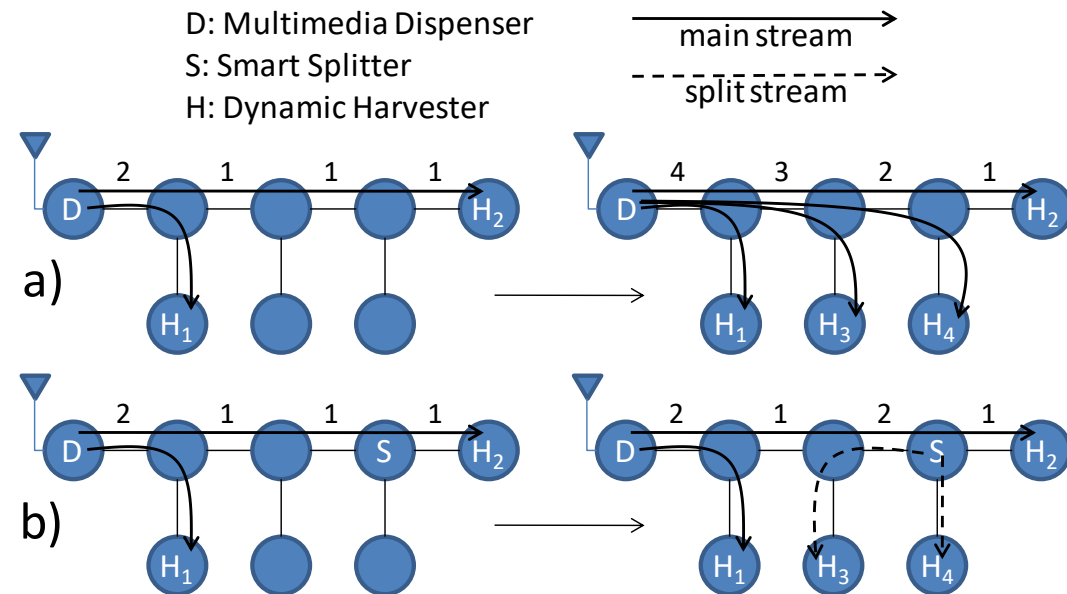 D: Multimedia Dispenser
S: Smart Splitter
H: Dynamic Harvester
main stream
split stream
a)
2 1 1 1
D H₂
H₁
4 3 2 1
D H₂
H₁ H₃ H₄
b)
2 1 1 1
D S H₂
H₁
2 1 2 1
D S H₂
H₁ H₃ H₄